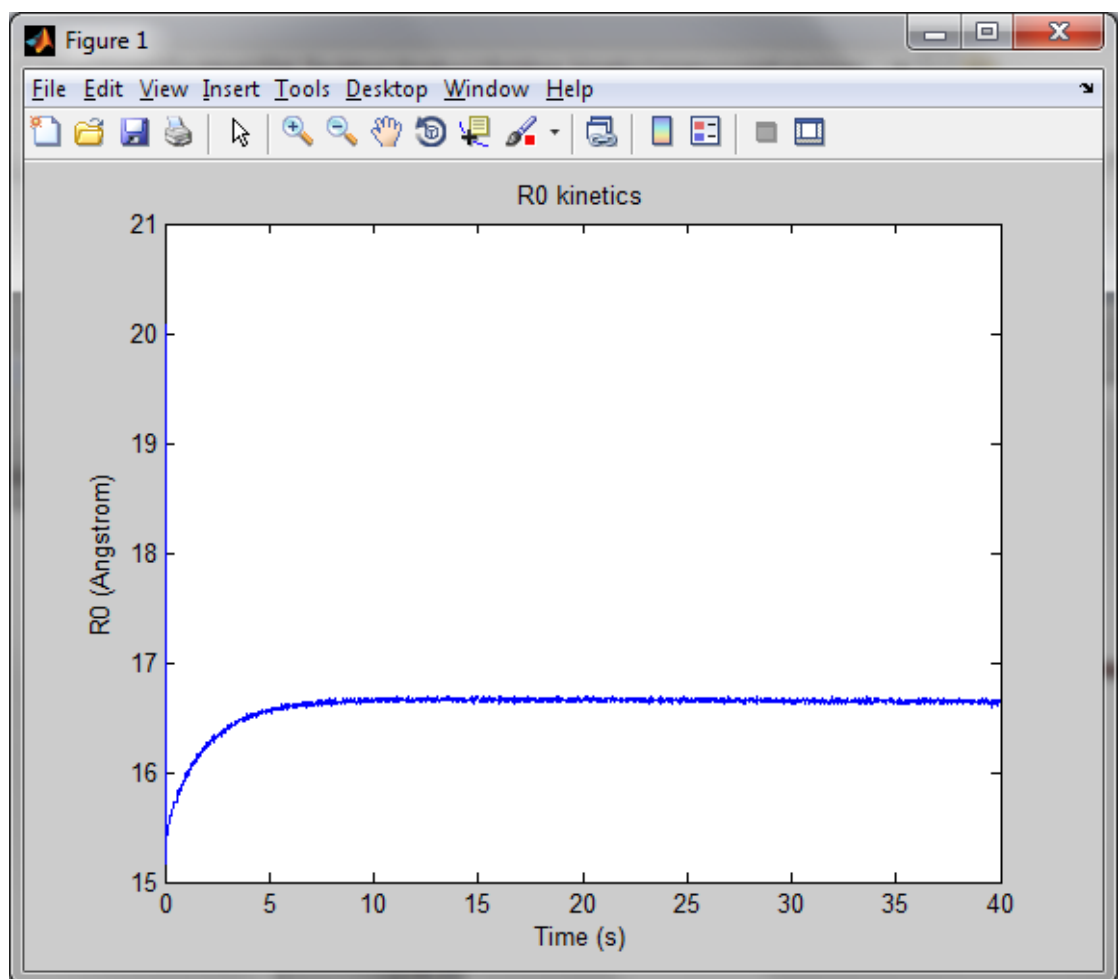 Figure 1
File Edit View Insert Tools Desktop Window Help
R0 kinetics
21
20
19
18
17
16
15
R0 (Angstrom)
0 5 10 15 20 25 30 35 40
Time (s)